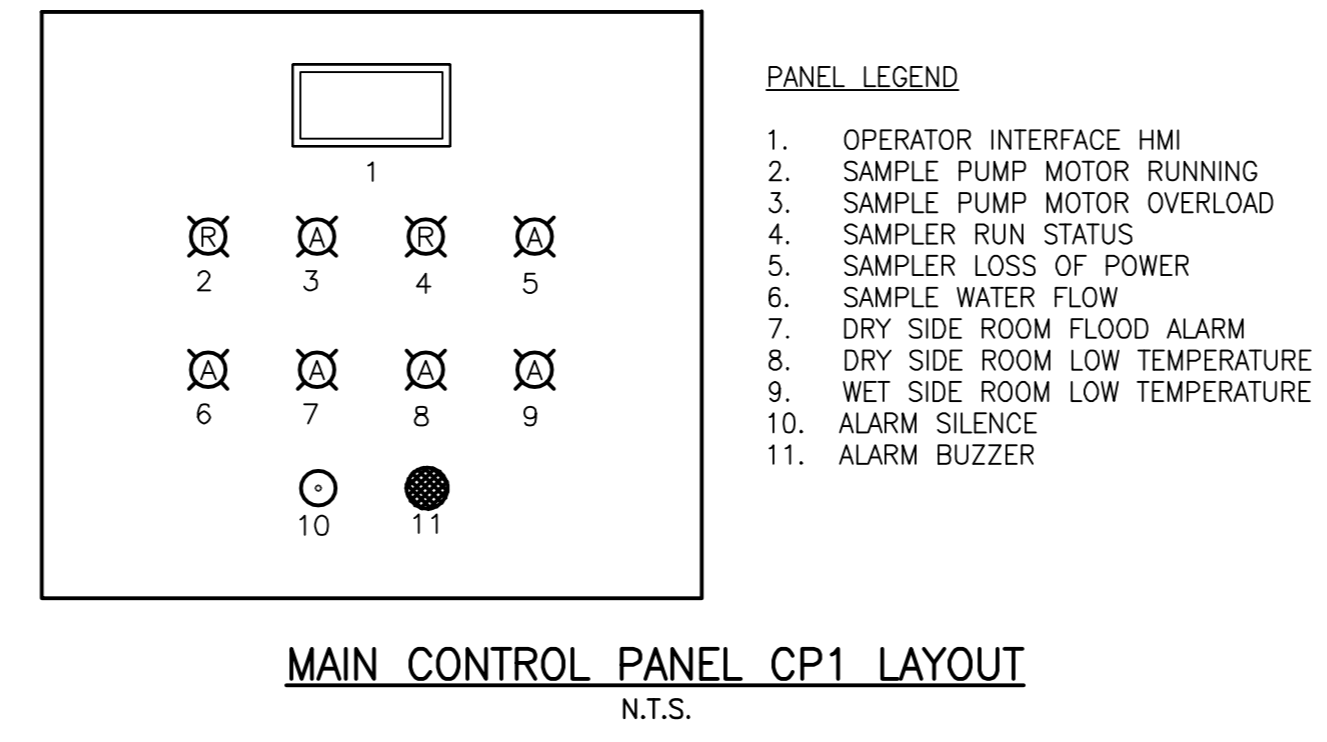 1
R A R A
2 3 4 5
A A A A
6 7 8 9
10 11
PANEL LEGEND
1. OPERATOR INTERFACE HMI
2. SAMPLE PUMP MOTOR RUNNING
3. SAMPLE PUMP MOTOR OVERLOAD
4. SAMPLER RUN STATUS
5. SAMPLER LOSS OF POWER
6. SAMPLE WATER FLOW
7. DRY SIDE ROOM FLOOD ALARM
8. DRY SIDE ROOM LOW TEMPERATURE
9. WET SIDE ROOM LOW TEMPERATURE
10. ALARM SILENCE
11. ALARM BUZZER
MAIN CONTROL PANEL CP1 LAYOUT
N.T.S.